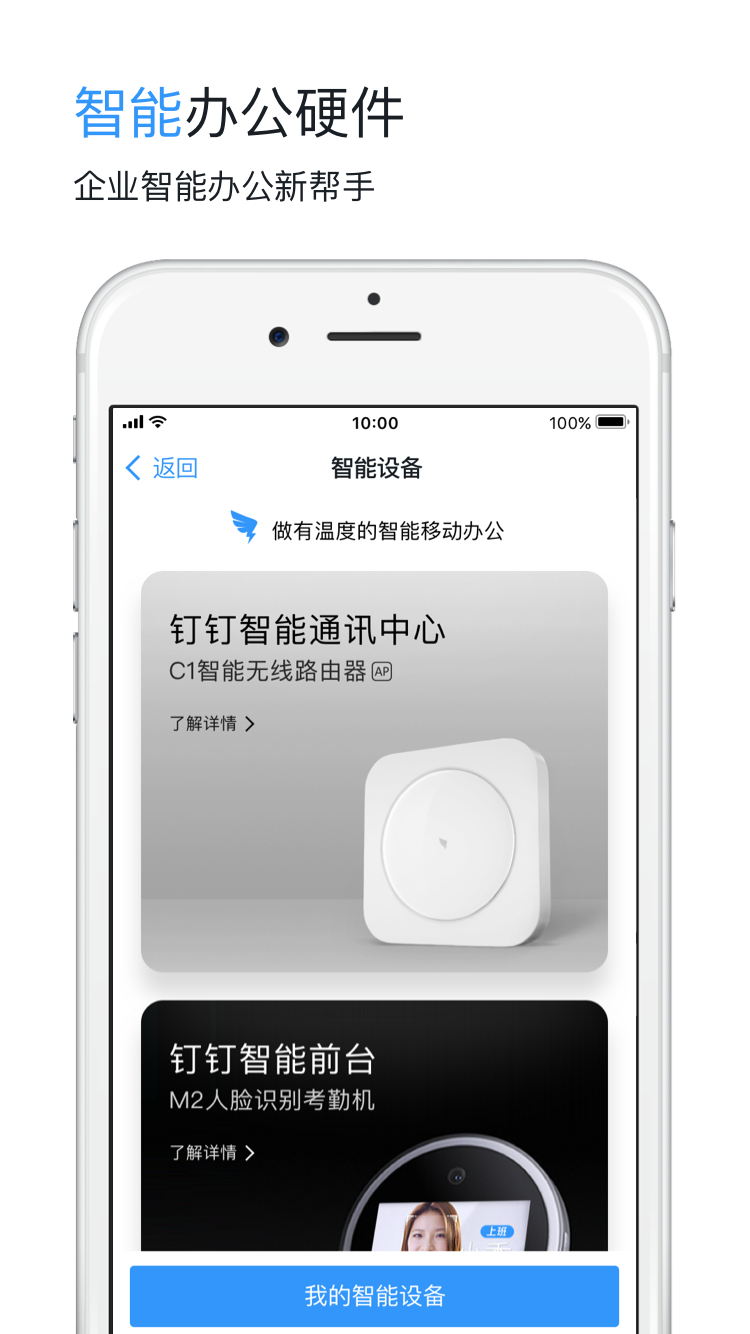 智能办公硬件
企业智能办公新帮手
10:00
100%
返回
智能设备
做有温度的智能移动办公
钉钉智能通讯中心
C1智能无线路由器 AP
了解详情
钉钉智能前台
M2人脸识别考勤机
了解详情
上班
我的智能设备